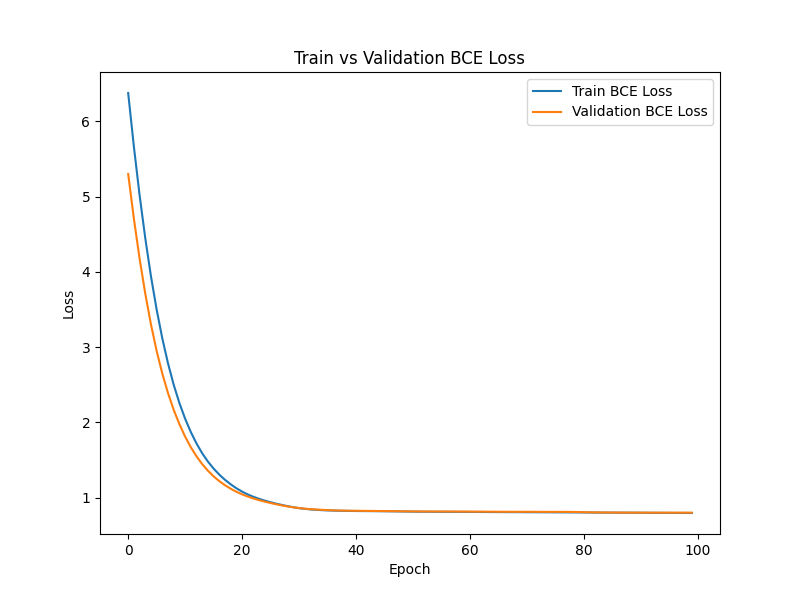 Train vs Validation BCE Loss
Train BCE Loss
Validation BCE Loss
6
5
4
3
2
1
Loss
0 20 40 60 80 100
Epoch